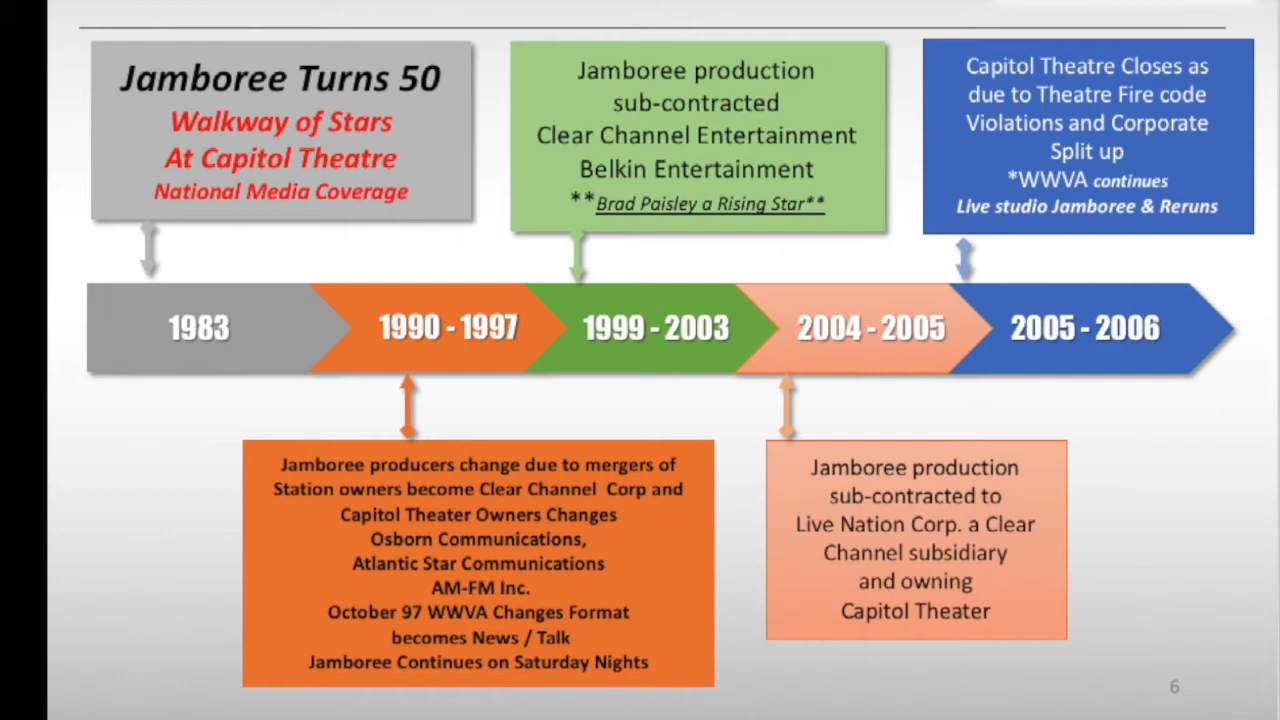 Jamboree Turns 50
Walkway of Stars
At Capitol Theatre
National Media Coverage
Jamboree production
sub-contracted
Clear Channel Entertainment
Belkin Entertainment
**Brad Paisley a Rising Star**
Capitol Theatre Closes as
due to Theatre Fire code
Violations and Corporate
Split up
*WWVA continues
Live studio Jamboree & Reruns
1983
1990 - 1997
1999 - 2003
2004 - 2005
2005 - 2006
Jamboree producers change due to mergers of
Station owners become Clear Channel Corp and
Capitol Theater Owners Changes
Osborn Communications,
Atlantic Star Communications
AM-FM Inc.
October 97 WWVA Changes Format
becomes News / Talk
Jamboree Continues on Saturday Nights
Jamboree production
sub-contracted to
Live Nation Corp. a Clear
Channel subsidiary
and owning
Capitol Theater
6